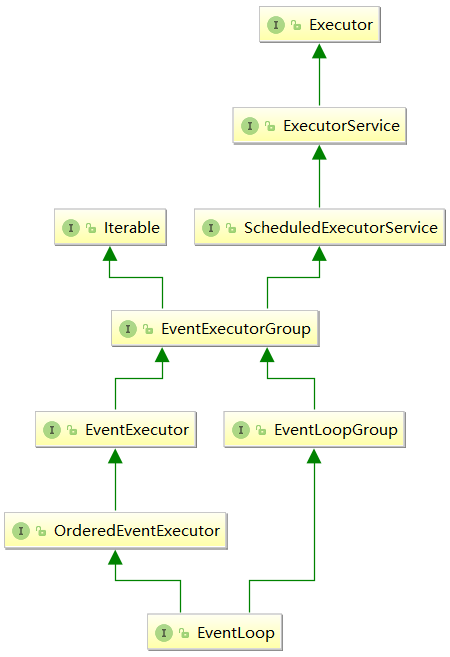 I Executor
I ExecutorService
I Iterable
I ScheduledExecutorService
I EventExecutorGroup
I EventExecutor
I EventLoopGroup
I OrderedEventExecutor
I EventLoop